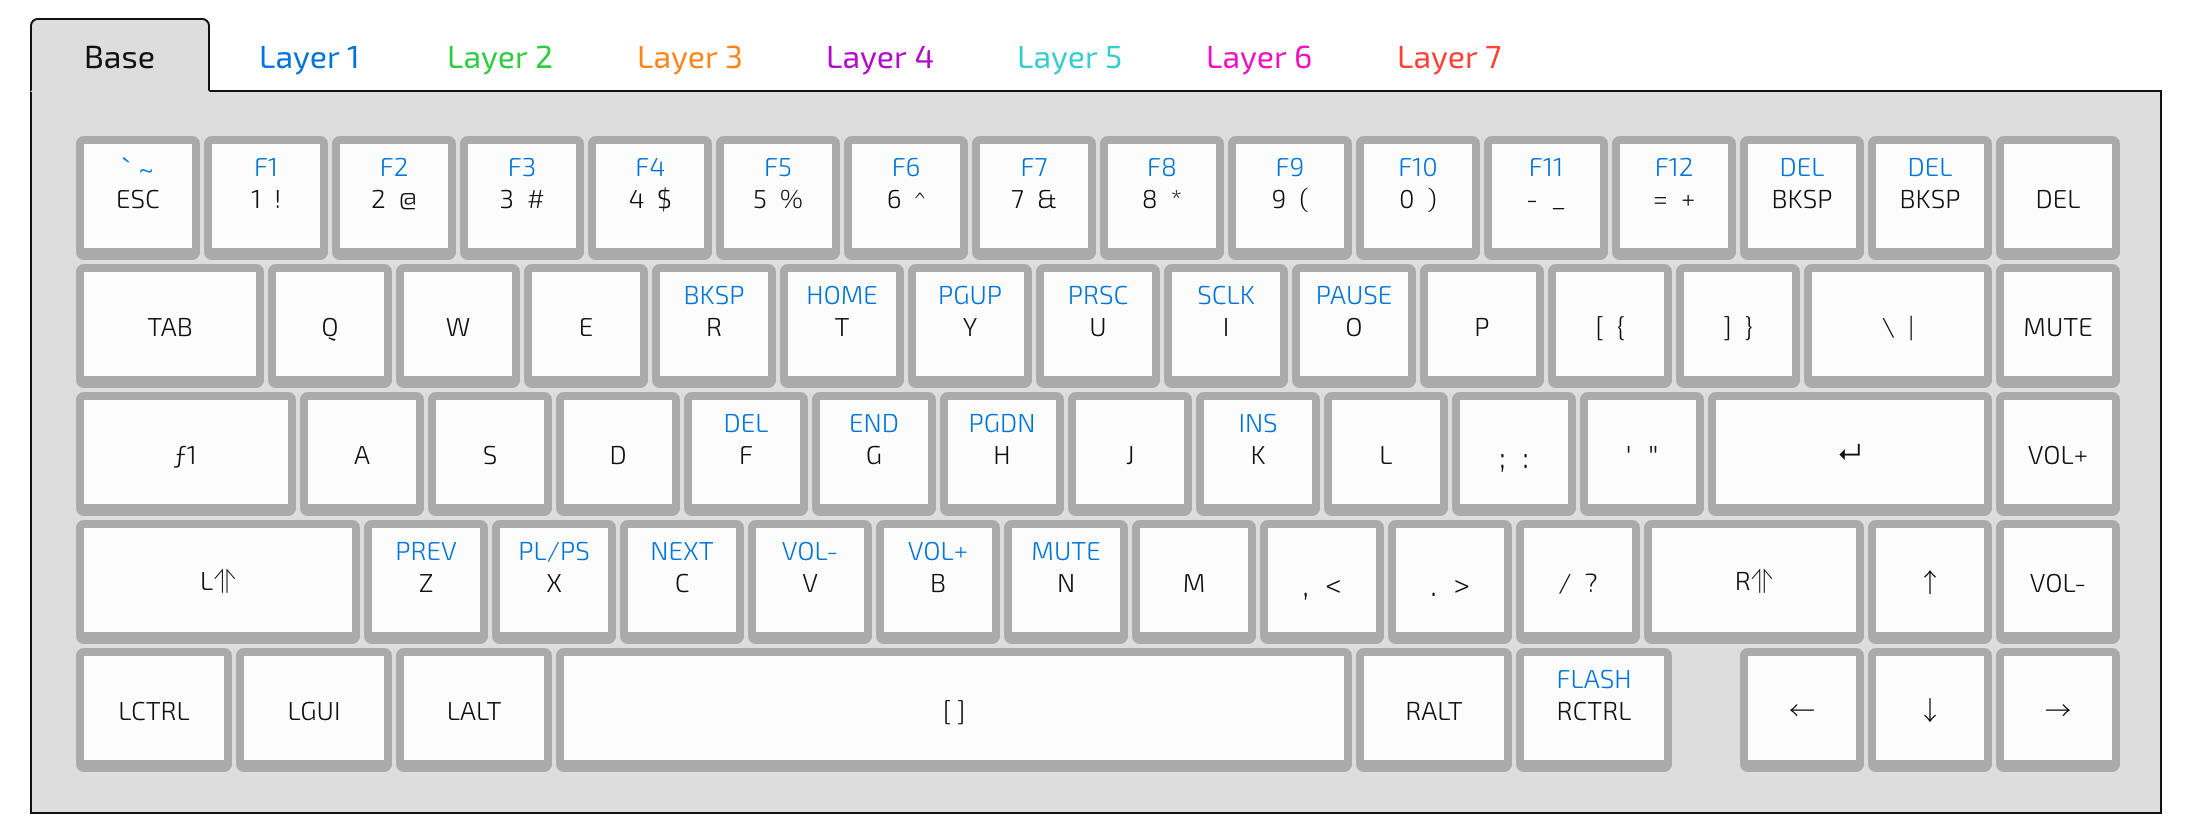 Base Layer 1 Layer 2 Layer 3 Layer 4 Layer 5 Layer 6 Layer 7
` ~ F1 F2 F3 F4 F5 F6 F7 F8 F9 F10 F11 F12 DEL DEL
ESC 1 ! 2 @ 3 # 4 $ 5 % 6 ^ 7 & 8 * 9 ( 0 ) - _ = + BKSP BKSP DEL
BKSP HOME PGUP PRSC SCLK PAUSE
TAB Q W E R T Y U I O P [ { ] } \ | MUTE
DEL END PGDN INS
ƒ1 A S D F G H J K L ; : ' " ↵ VOL+
PREV PL/PS NEXT VOL- VOL+ MUTE
L⇑ Z X C V B N M , < . > / ? R⇑ ↑ VOL-
FLASH
LCTRL LGUI LALT [ ] RALT RCTRL ← ↓ →